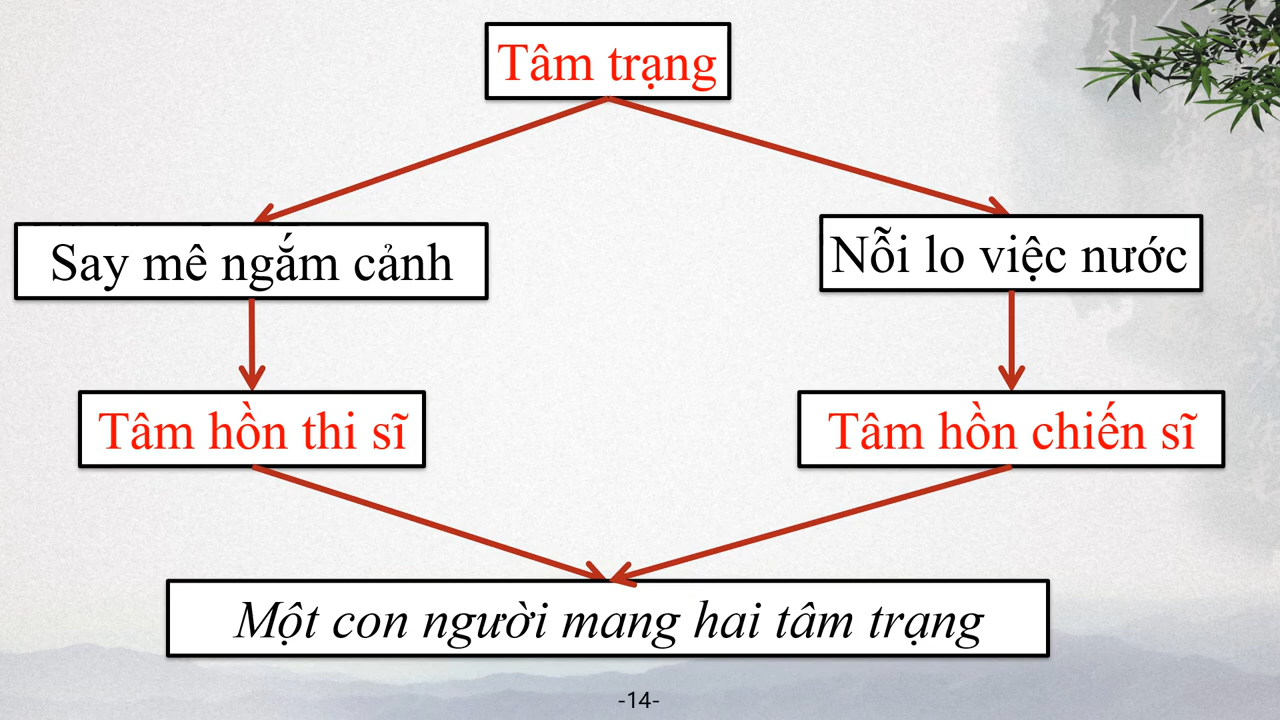 Tâm trạng
Say mê ngắm cảnh
Nỗi lo việc nước
Tâm hồn thi sĩ
Tâm hồn chiến sĩ
Một con người mang hai tâm trạng
-14-